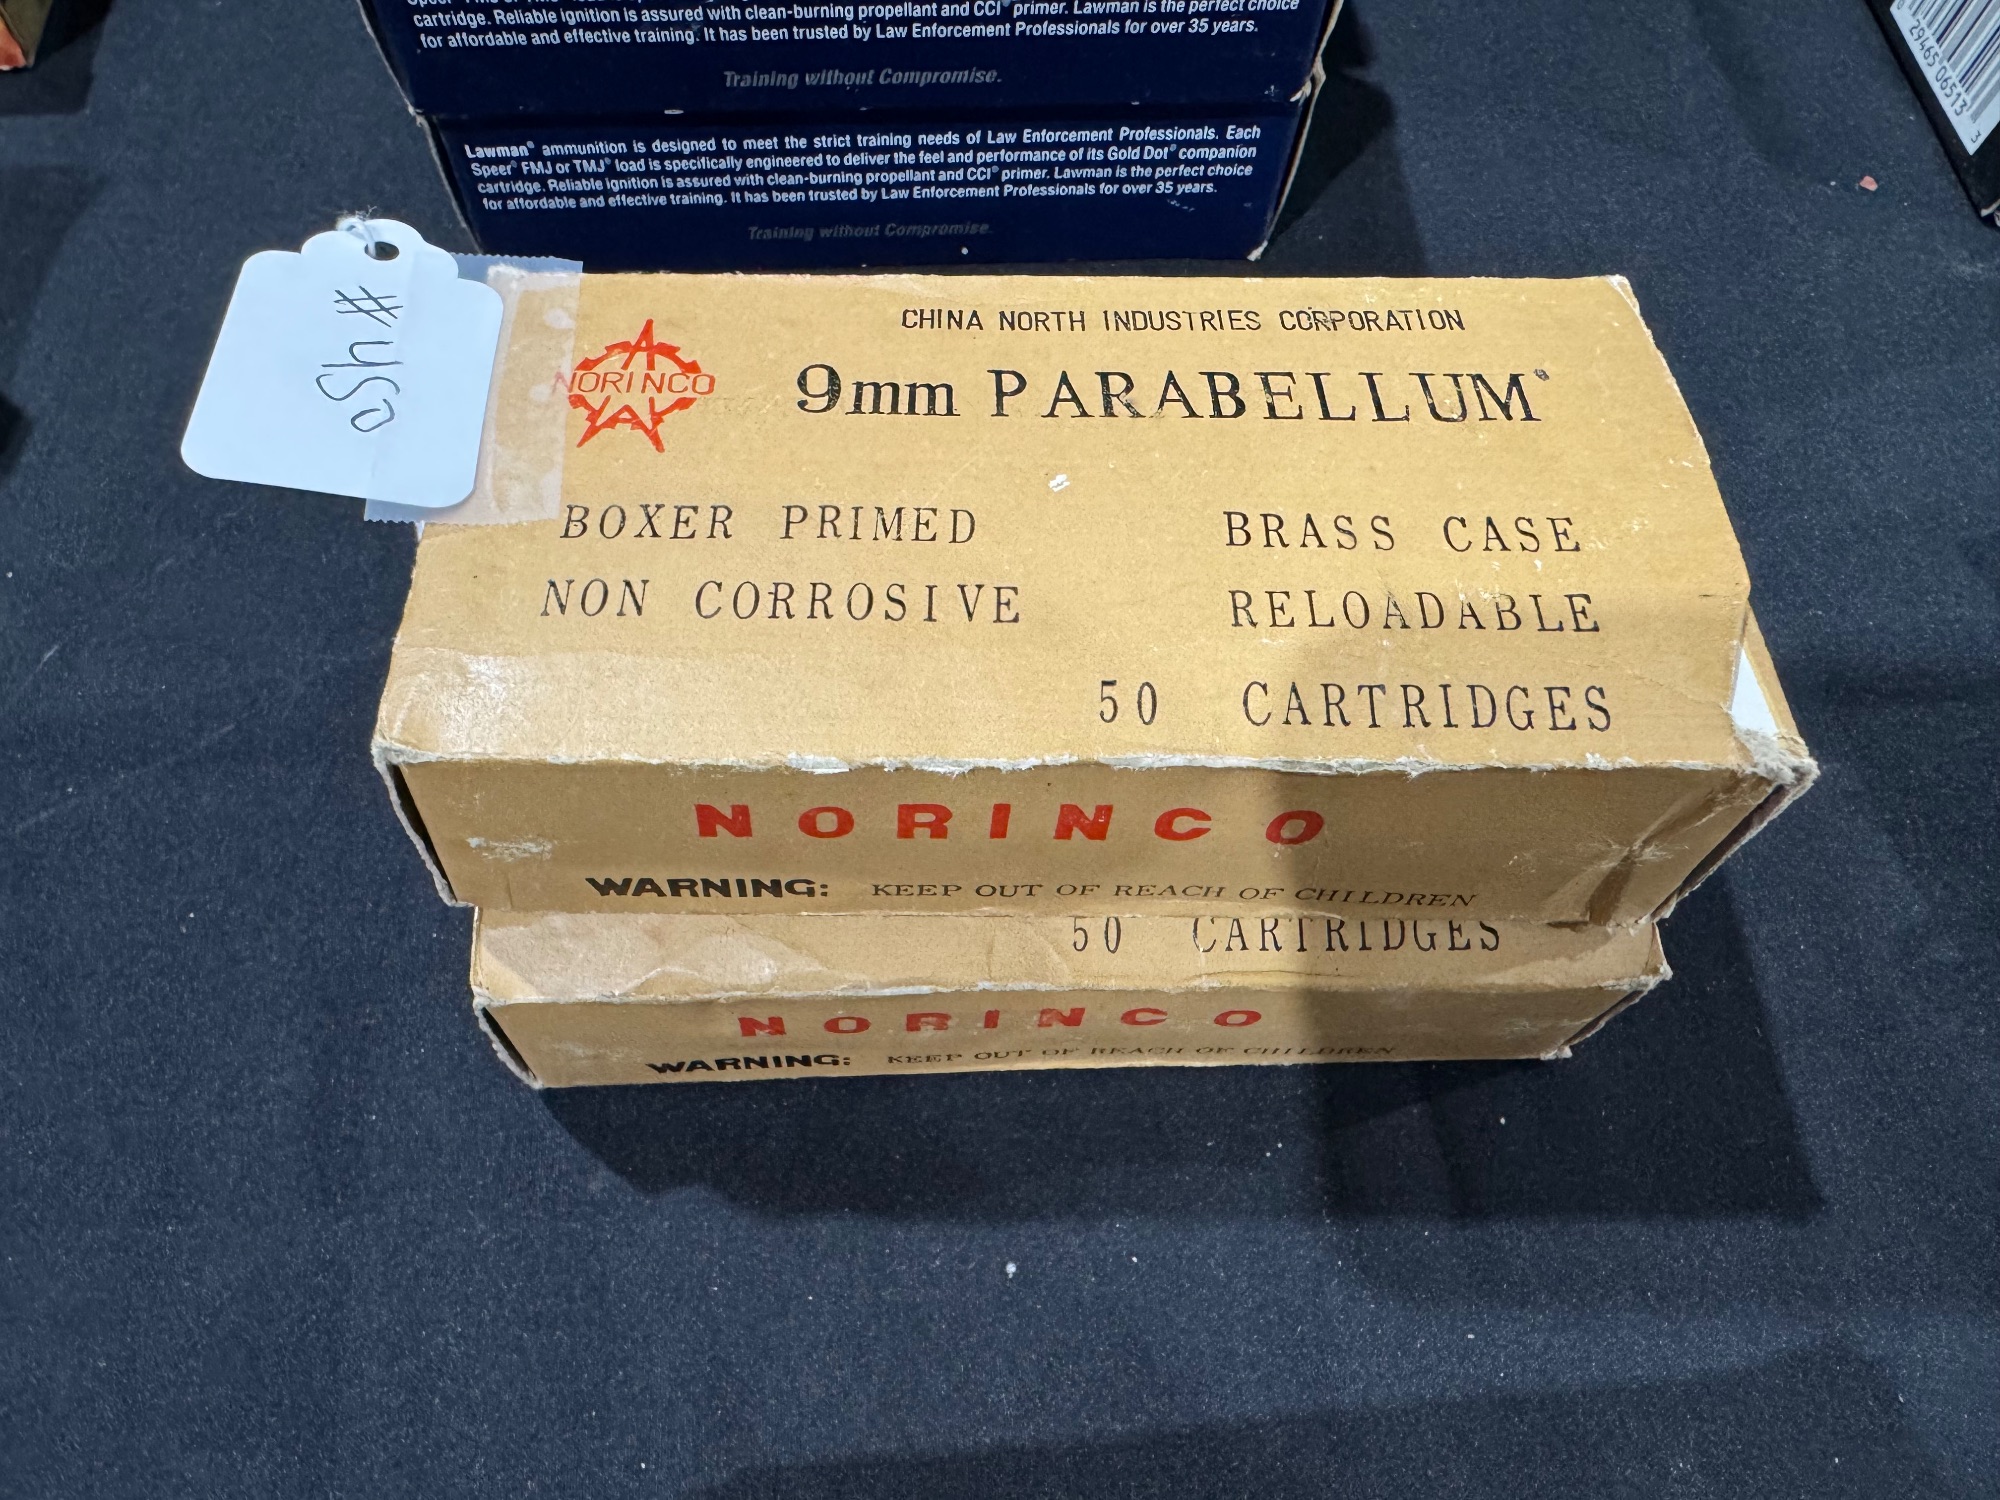 cartridge. Reliable ignition is assured with clean-burning propellant and CCI® primer. Lawman is the perfect choice
for affordable and effective training. It has been trusted by Law Enforcement Professionals for over 35 years.
Training without Compromise.
Lawman® ammunition is designed to meet the strict training needs of Law Enforcement Professionals. Each
Speer® FMJ or TMJ® load is specifically engineered to deliver the feel and performance of its Gold Dot® companion
cartridge. Reliable ignition is assured with clean-burning propellant and CCI® primer. Lawman is the perfect choice
for affordable and effective training. It has been trusted by Law Enforcement Professionals for over 35 years.
Training without Compromise.
29465 06513 3
CHINA NORTH INDUSTRIES CORPORATION
NORINCO
9mm PARABELLUM
BOXER PRIMED BRASS CASE
NON CORROSIVE RELOADABLE
50 CARTRIDGES
NORINCO
WARNING: KEEP OUT OF REACH OF CHILDREN
50 CARTRIDGES
NORINCO
WARNING: KEEP OUT OF REACH OF CHILDREN